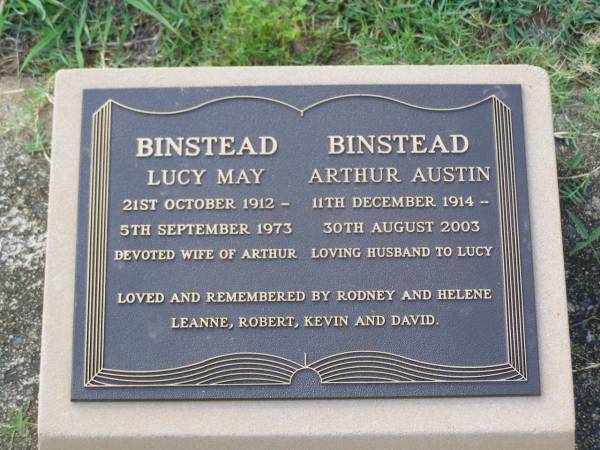 BINSTEAD
LUCY MAY
21ST OCTOBER 1912 -
5TH SEPTEMBER 1973
DEVOTED WIFE OF ARTHUR
BINSTEAD
ARTHUR AUSTIN
11TH DECEMBER 1914 -
30TH AUGUST 2003
LOVING HUSBAND TO LUCY
LOVED AND REMEMBERED BY RODNEY AND HELENE
LEANNE, ROBERT, KEVIN AND DAVID.